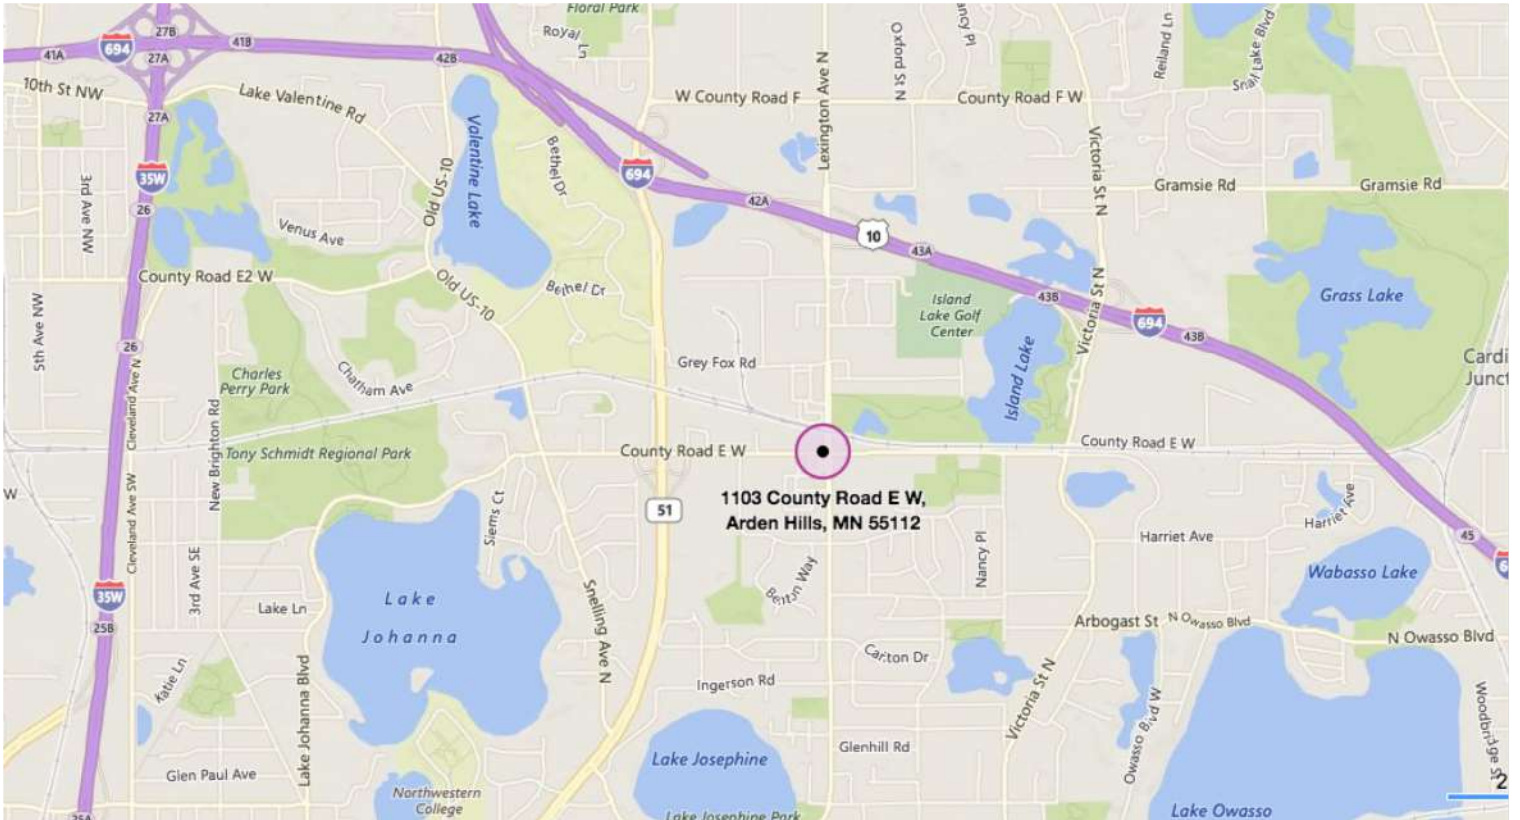 Floral Park
27B
41A
694
41B
27A
42B
Royal Ln
Lexington Ave N
Oxford St N
Nancy Pl
Reiland Ln
Snail Lake Blvd
10th St NW
Lake Valentine Rd
W County Road F
County Road F W
27A
Valentine Lake
Bethel Dr
694
Victoria St N
35W
Old US-10
Gramsie Rd
Gramsie Rd
3rd Ave NW
26
42A
Venus Ave
10
43A
County Road E2 W
Old US-10
Bethel Dr
Island
Lake Golf
Center
43B
Victoria St N
Grass Lake
5th Ave NW
694
43B
26
Grey Fox Rd
Cardi
Junct
Charles
Perry Park
Chatham Ave
Island Lake
Cleveland Ave N
New Brighton Rd
Tony Schmidt Regional Park
County Road E W
County Road E W
W
1103 County Road E W,
Arden Hills, MN 55112
Cleveland Ave SW
Siems Ct
51
Harriet Ave
Harriet Ave
45
Nancy Pl
3rd Ave SE
Wabasso Lake
6
35W
Lake
Johanna
Lake Ln
Snelling Ave N
Benton Way
25B
Arbogast St
N Owasso Blvd
N Owasso Blvd
Katie Ln
Carlton Dr
Lake Johanna Blvd
Ingerson Rd
Victoria St N
Owasso Blvd W
Woodbridge St
Glenhill Rd
Lake Josephine
Glen Paul Ave
Northwestern
College
2
Lake Owasso
Lake Josephine Park
25A